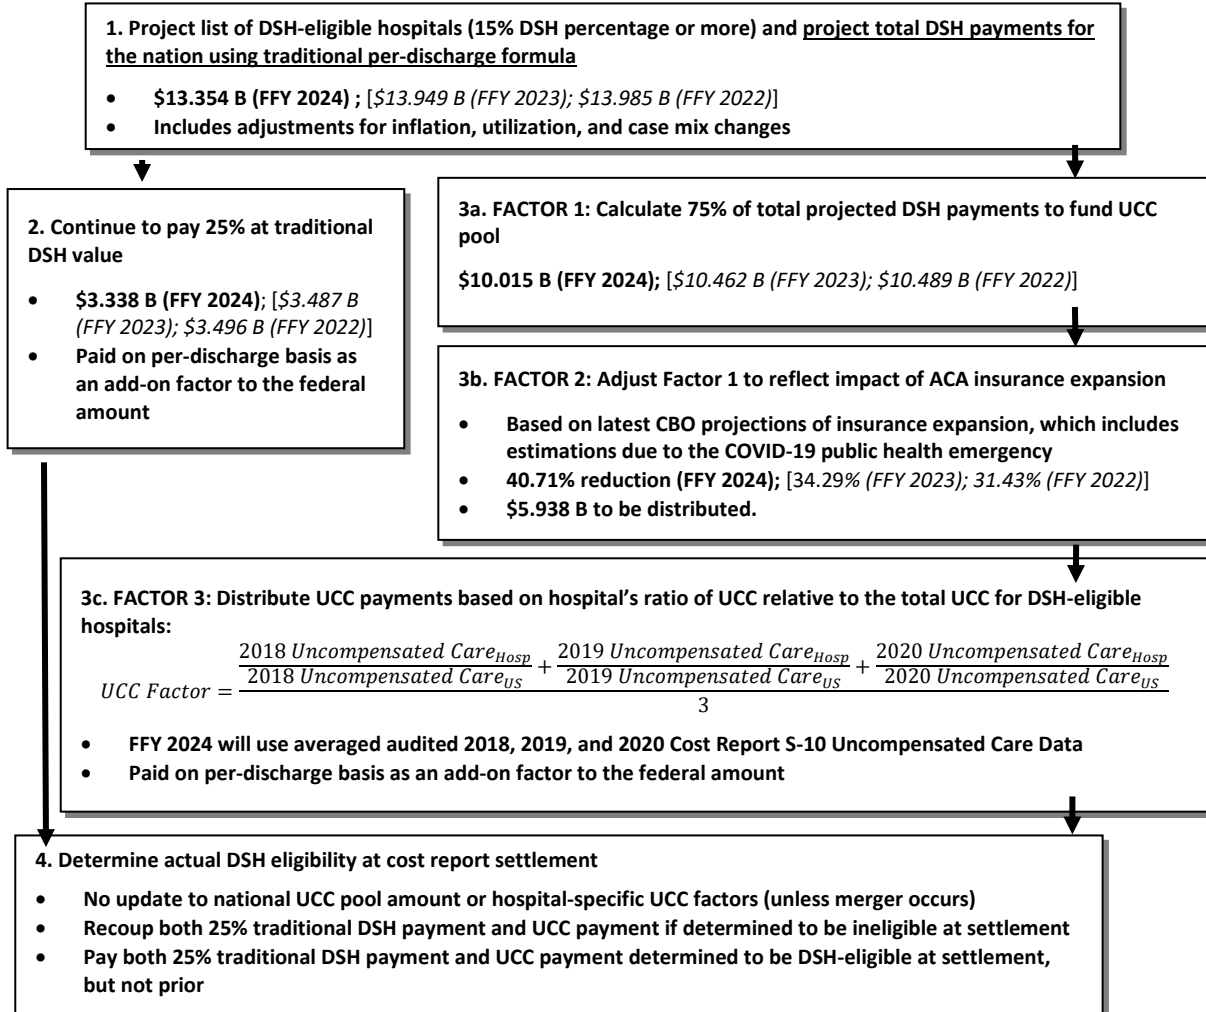 1. Project list of DSH-eligible hospitals (15% DSH percentage or more) and project total DSH payments for
the nation using traditional per-discharge formula
• $13.354 B (FFY 2024) ; [$13.949 B (FFY 2023); $13.985 B (FFY 2022)]
• Includes adjustments for inflation, utilization, and case mix changes
2. Continue to pay 25% at traditional
DSH value
• $3.338 B (FFY 2024); [$3.487 B
(FFY 2023); $3.496 B (FFY 2022)]
• Paid on per-discharge basis as
an add-on factor to the federal
amount
3a. FACTOR 1: Calculate 75% of total projected DSH payments to fund UCC
pool
$10.015 B (FFY 2024); [$10.462 B (FFY 2023); $10.489 B (FFY 2022)]
3b. FACTOR 2: Adjust Factor 1 to reflect impact of ACA insurance expansion
• Based on latest CBO projections of insurance expansion, which includes
estimations due to the COVID-19 public health emergency
• 40.71% reduction (FFY 2024); [34.29% (FFY 2023); 31.43% (FFY 2022)]
• $5.938 B to be distributed.
3c. FACTOR 3: Distribute UCC payments based on hospital’s ratio of UCC relative to the total UCC for DSH-eligible
hospitals:
2018 Uncompensated Care Hosp + 2019 Uncompensated Care Hosp + 2020 Uncompensated Care Hosp
UCC Factor = 2018 Uncompensated Care US 2019 Uncompensated Care US 2020 Uncompensated Care US
3
• FFY 2024 will use averaged audited 2018, 2019, and 2020 Cost Report S-10 Uncompensated Care Data
• Paid on per-discharge basis as an add-on factor to the federal amount
4. Determine actual DSH eligibility at cost report settlement
• No update to national UCC pool amount or hospital-specific UCC factors (unless merger occurs)
• Recoup both 25% traditional DSH payment and UCC payment if determined to be ineligible at settlement
• Pay both 25% traditional DSH payment and UCC payment determined to be DSH-eligible at settlement,
but not prior